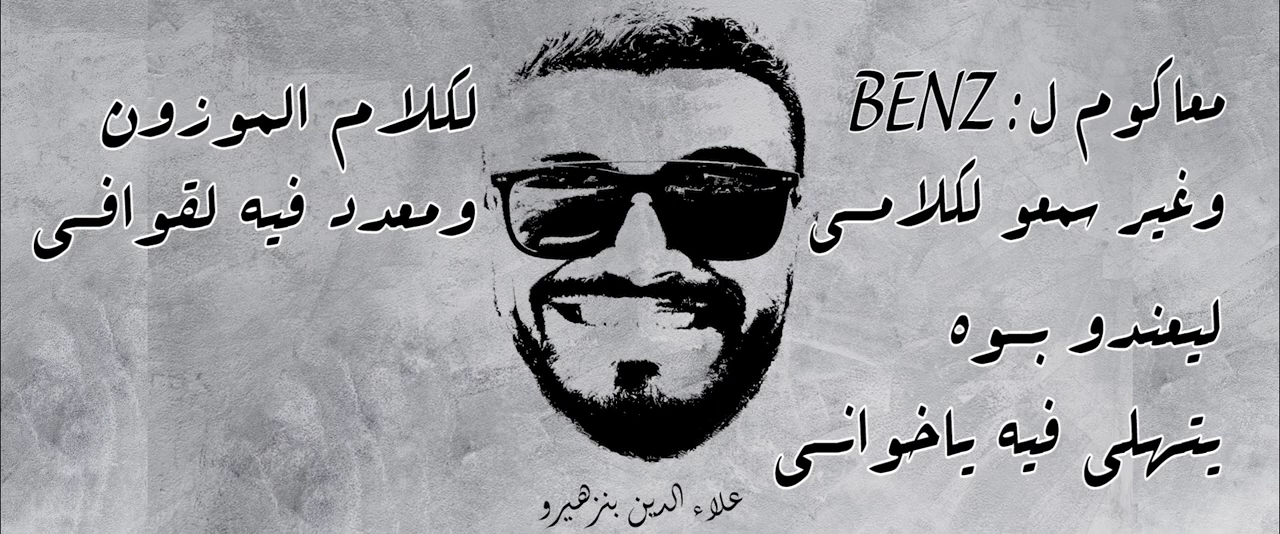 معاكوم ل: BENZ
لكلام الموزون
وغير سمعو لكلامي
ومعدد فيه لقوافي
ليعندو بوه
يتهلى فيه ياخواني
علاء الدين بنزهيرو